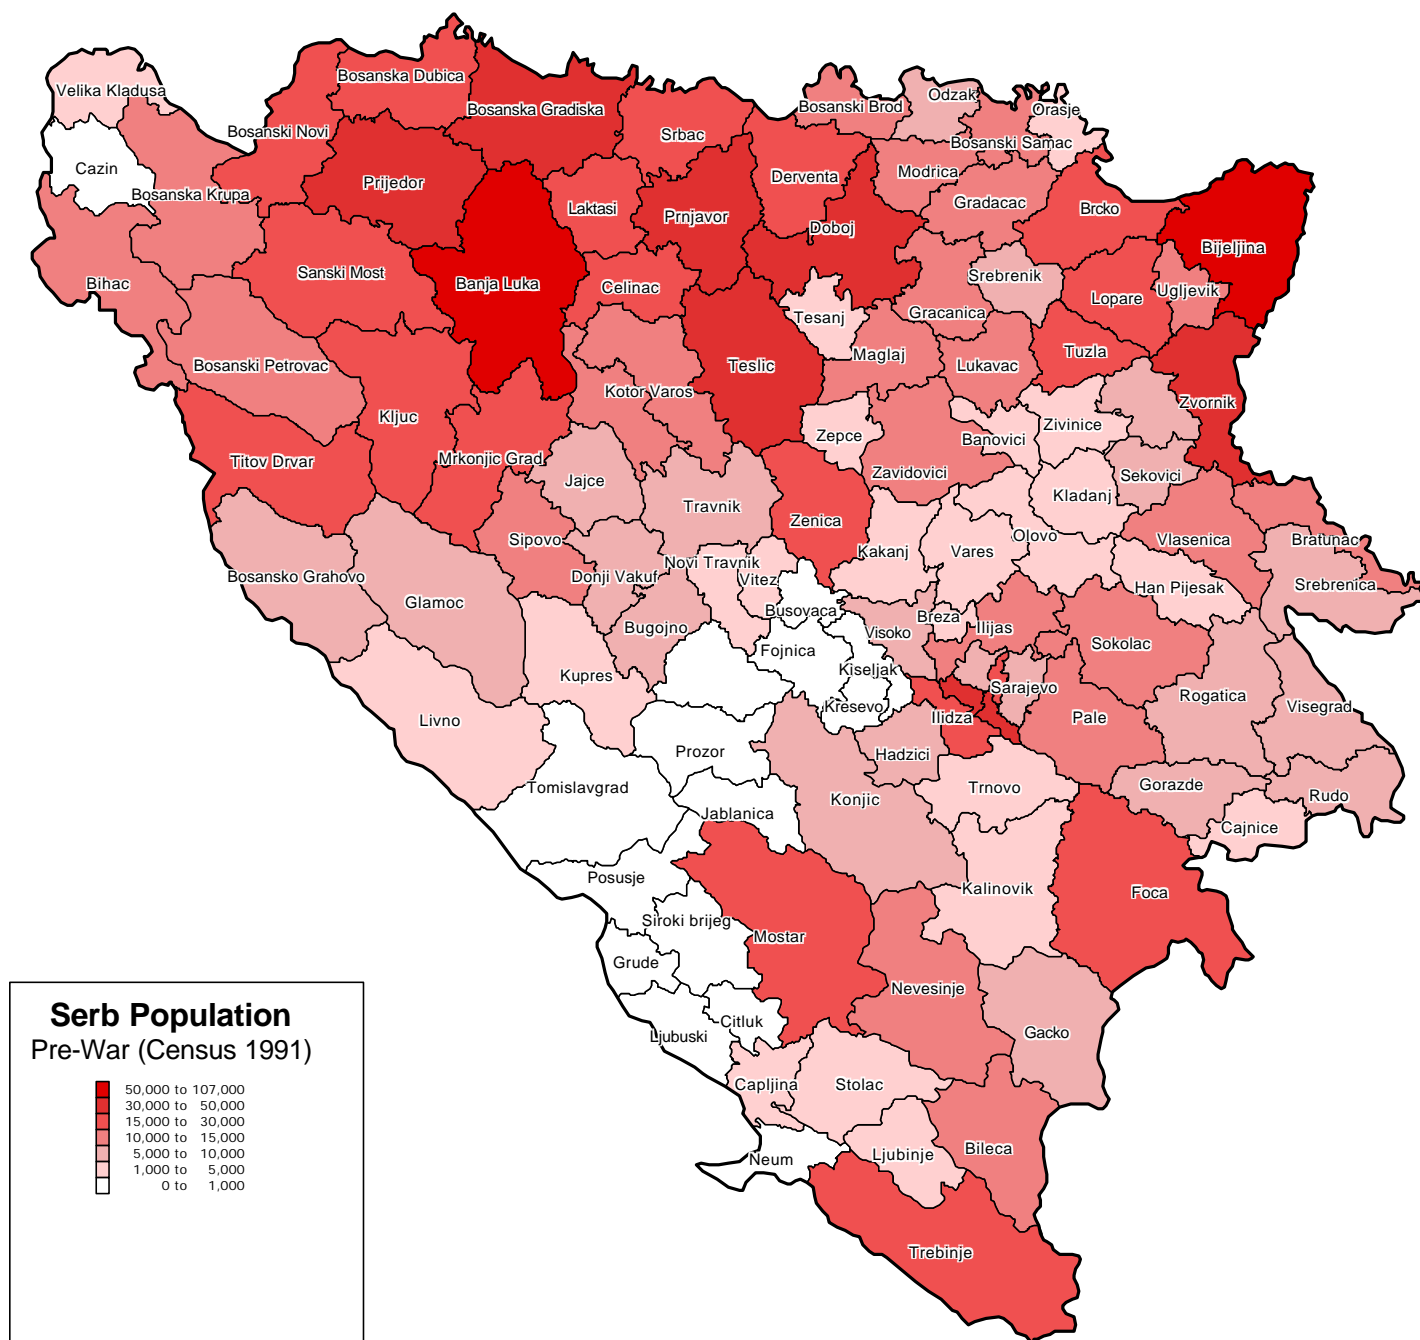 Velika Kladusa
Bosanska Dubica
Bosanska Gradiska
Bosanski Brod
Odzak
Orasje
Bosanski Novi
Srbac
Bosanski Samac
Cazin
Prijedor
Derventa
Modrica
Bosanska Krupa
Laktasi
Prnjavor
Doboj
Gradacac
Brcko
Bijeljina
Bihac
Sanski Most
Banja Luka
Celinac
Srebrenik
Lopare
Ugljevik
Tesanj
Gracanica
Bosanski Petrovac
Teslic
Maglaj
Lukavac
Tuzla
Kotor Varos
Zvornik
Kljuc
Titov Drvar
Mrkonjic Grad
Zepce
Banovici
Zivinice
Jajce
Zavidovici
Sekovici
Travnik
Zenica
Kladanj
Sipovo
Kakanj
Vares
Olovo
Vlasenica
Bratunac
Bosansko Grahovo
Donji Vakuf
Novi Travnik
Vitez
Han Pijesak
Srebrenica
Glamoc
Busovaca
Bugojno
Visoko
Breza
Ilijas
Sokolac
Fojnica
Kupres
Kiseljak
Sarajevo
Rogatica
Livno
Kresevo
Ilidza
Pale
Visegrad
Prozor
Hadzici
Tomislavgrad
Konjic
Trnovo
Gorazde
Rudo
Jablanica
Cajnice
Posusje
Kalinovik
Foca
Siroki brijeg
Mostar
Grude
Nevesinje
Ljubuski
Citluk
Gacko
Capljina
Stolac
Neum
Ljubinje
Bileca
Trebinje
Serb Population
Pre-War (Census 1991)
50,000 to 107,000
30,000 to 50,000
15,000 to 30,000
10,000 to 15,000
5,000 to 10,000
1,000 to 5,000
0 to 1,000